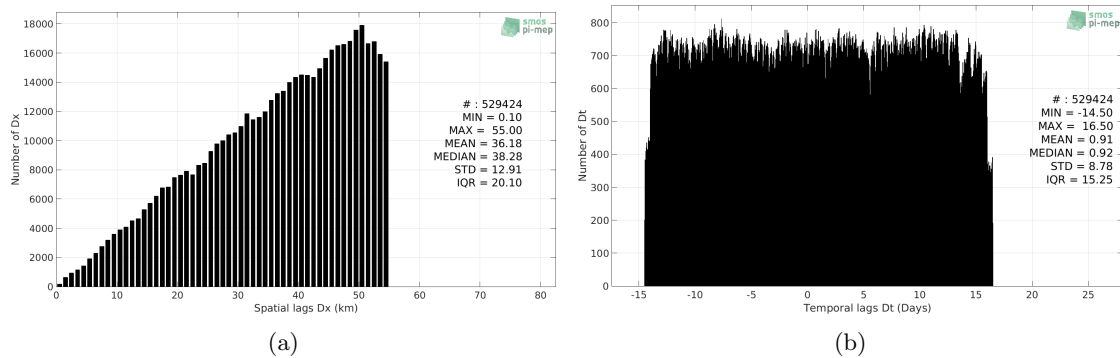 18000
16000
14000
12000
10000
8000
6000
4000
2000
0
Number of Dx
0 10 20 30 40 50 60 70 80
Spatial lags Dx (km)
smos
pi-mep
# : 529424
MIN = 0.10
MAX = 55.00
MEAN = 36.18
MEDIAN = 38.28
STD = 12.91
IQR = 20.10
(a)
800
700
600
500
400
300
200
100
0
Number of Dt
-15 -10 -5 0 5 10 15 20 25
Temporal lags Dt (Days)
smos
pi-mep
# : 529424
MIN = -14.50
MAX = 16.50
MEAN = 0.91
MEDIAN = 0.92
STD = 8.78
IQR = 15.25
(b)